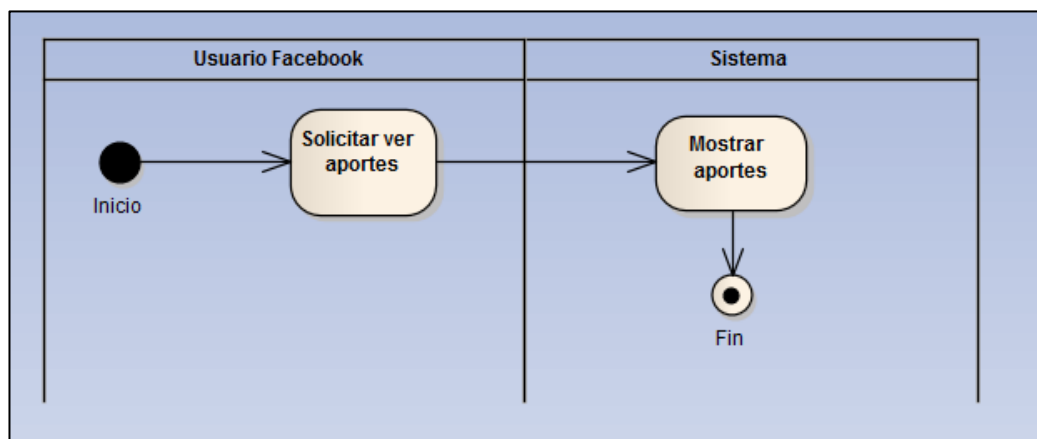 Usuario Facebook
Sistema
Solicitar ver
aportes
Mostrar
aportes
Inicio
Fin